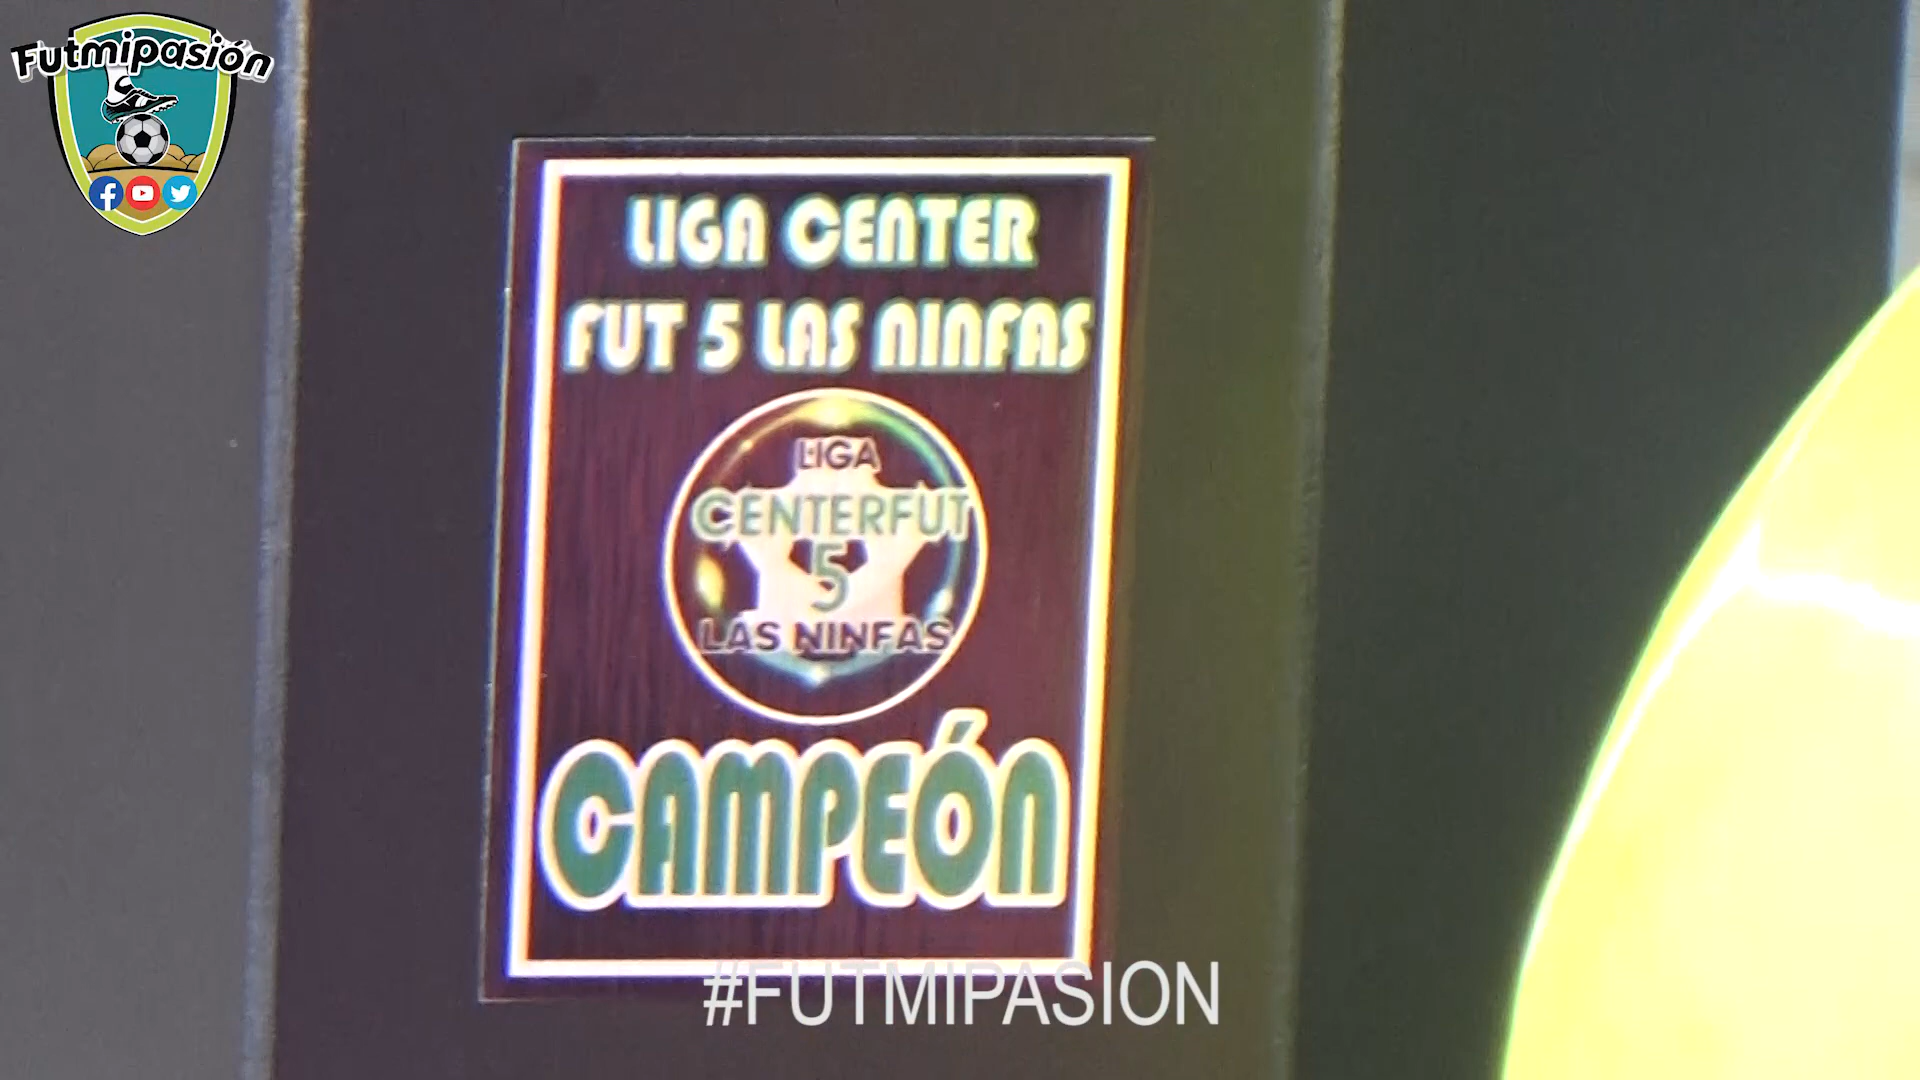 Futmipasión
LIGA CENTER
FUT 5 LAS NINFAS
LIGA
CENTERFUT
5
LAS NINFAS
CAMPEÓN
#FUTMIPASION